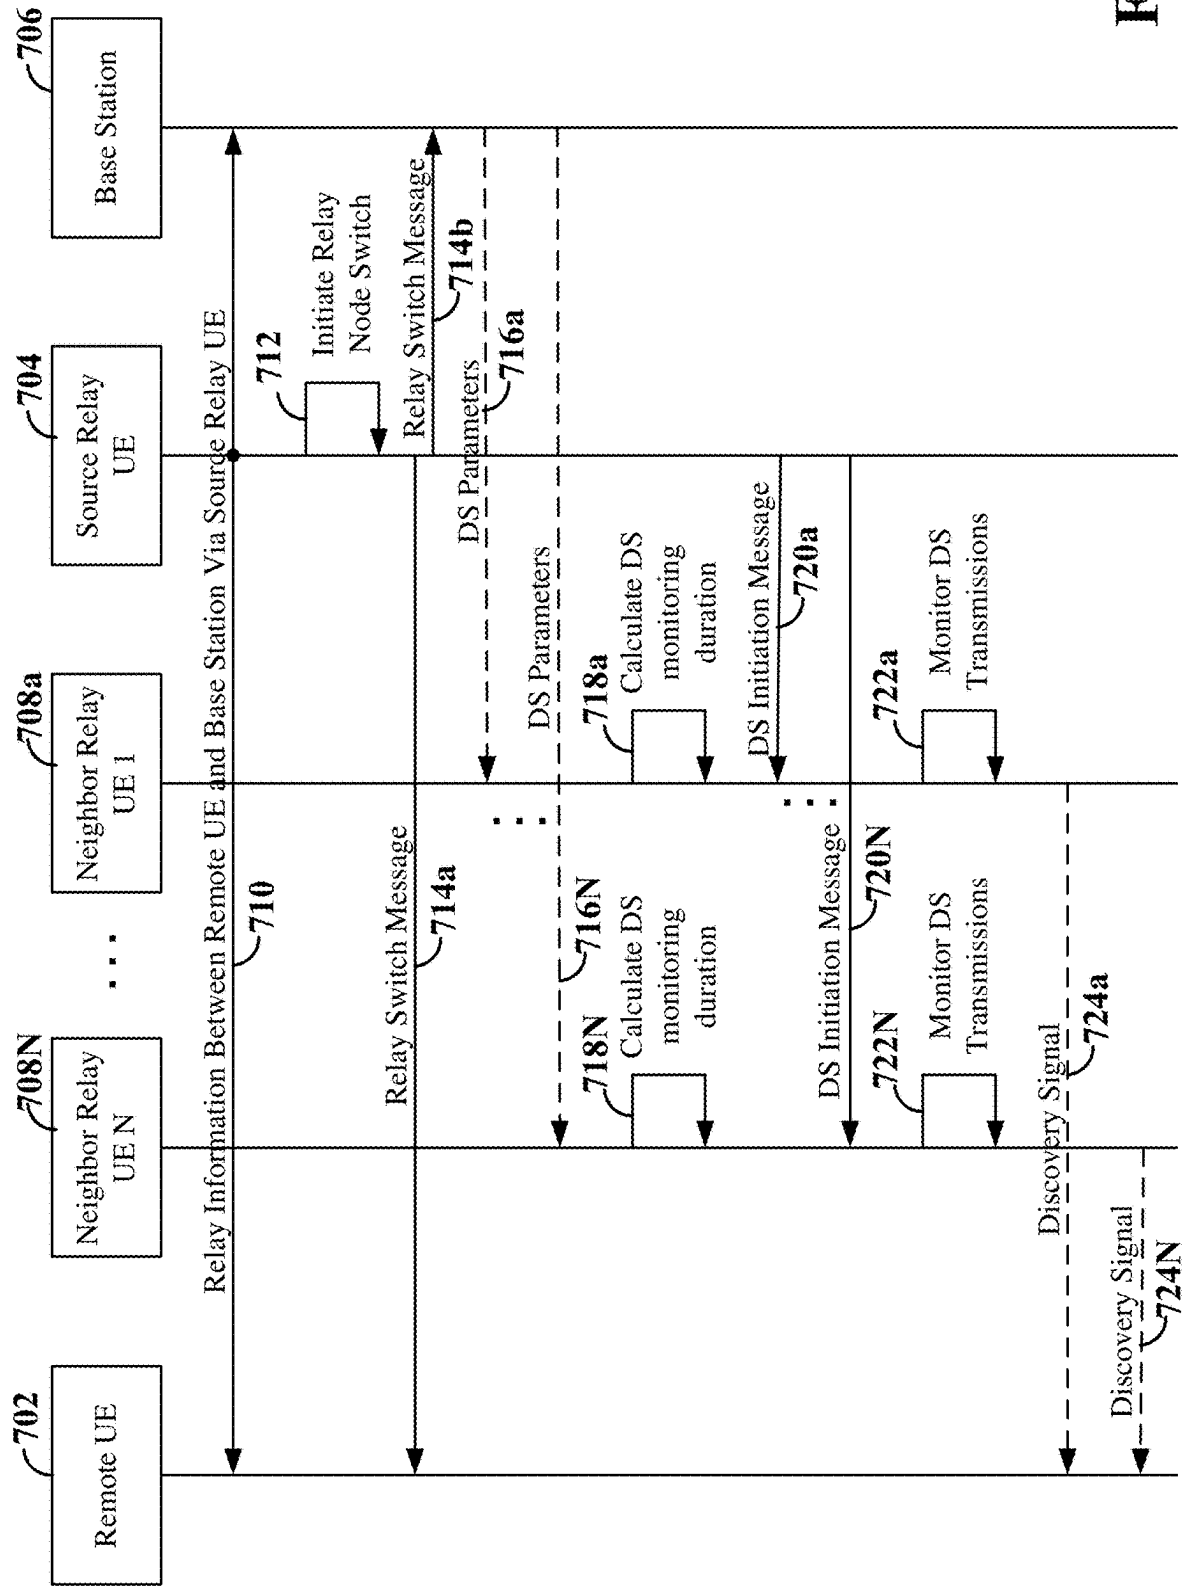 702
Remote UE
708N
Neighbor Relay
UE N
...
708a
Neighbor Relay
UE 1
704
Source Relay
UE
706
Base Station
Relay Information Between Remote UE and Base Station Via Source Relay UE
710
712
Initiate Relay
Node Switch
Relay Switch Message
714a
Relay Switch Message
714b
DS Parameters
716a
...
DS Parameters
716N
718N
Calculate DS
monitoring
duration
718a
Calculate DS
monitoring
duration
DS Initiation Message
720a
...
DS Initiation Message
720N
722N
Monitor DS
Transmissions
722a
Monitor DS
Transmissions
Discovery Signal
724a
Discovery Signal
724N